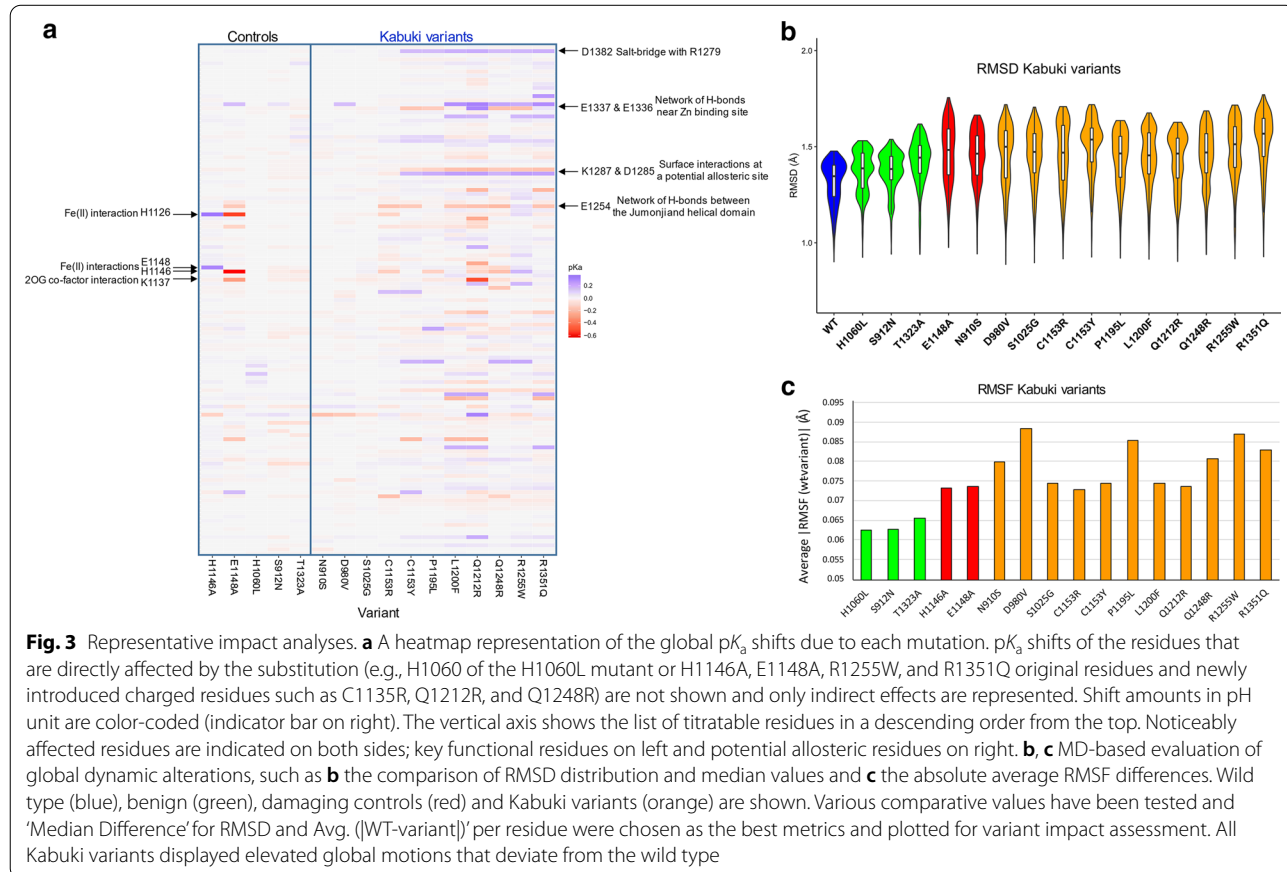 a
Controls
Kabuki variants
D1382 Salt-bridge with R1279
E1337 & E1336
Network of H-bonds
near Zn binding site
K1287 & D1285
Surface interactions at
a potential allosteric site
E1254
Network of H-bonds between
the Jumonjiand helical domain
Fe(II) interaction H1126
Fe(II) interactions E1148
H1146
2OG co-factor interaction K1137
pKa
0.2
0.0
−0.2
−0.4
−0.6
H1146A
E1148A
H1060L
S912N
T1323A
N910S
D980V
S1025G
C1153R
C1153Y
P1195L
L1200F
Q1212R
Q1248R
R1255W
R1351Q
Variant
b
RMSD Kabuki variants
RMSD (Å)
2.0
1.5
1.0
WT
H1060L
S912N
T1323A
E1148A
N910S
D980V
S1025G
C1153R
C1153Y
P1195L
L1200F
Q1212R
Q1248R
R1255W
R1351Q
c
RMSF Kabuki variants
Average | RMSF (wt-variant) | (Å)
0.095
0.09
0.085
0.08
0.075
0.07
0.065
0.06
0.055
0.05
H1060L
S912N
T1323A
H1146A
E1148A
N910S
D980V
S1025G
C1153R
C1153Y
P1195L
L1200F
Q1212R
Q1248R
R1255W
R1351Q
Fig. 3 Representative impact analyses. a A heatmap representation of the global pKa shifts due to each mutation. pKa shifts of the residues that
are directly affected by the substitution (e.g., H1060 of the H1060L mutant or H1146A, E1148A, R1255W, and R1351Q original residues and newly
introduced charged residues such as C1135R, Q1212R, and Q1248R) are not shown and only indirect effects are represented. Shift amounts in pH
unit are color-coded (indicator bar on right). The vertical axis shows the list of titratable residues in a descending order from the top. Noticeably
affected residues are indicated on both sides; key functional residues on left and potential allosteric residues on right. b, c MD-based evaluation of
global dynamic alterations, such as b the comparison of RMSD distribution and median values and c the absolute average RMSF differences. Wild
type (blue), benign (green), damaging controls (red) and Kabuki variants (orange) are shown. Various comparative values have been tested and
‘Median Difference’ for RMSD and Avg. (|WT-variant|)’ per residue were chosen as the best metrics and plotted for variant impact assessment. All
Kabuki variants displayed elevated global motions that deviate from the wild type